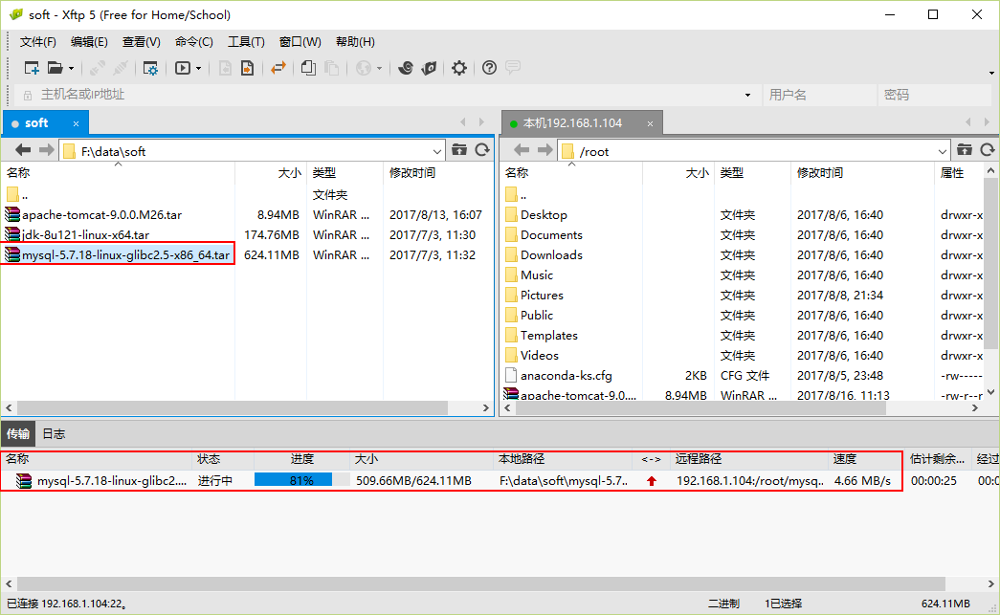 soft - Xftp 5 (Free for Home/School)
文件(F) 编辑(E) 查看(V) 命令(C) 工具(T) 窗口(W) 帮助(H)
主机名或IP地址 用户名 密码
soft × 本机192.168.1.104 ×
F:\data\soft /root
名称 大小 类型 修改时间 名称 大小 类型 修改时间 属性
.. 文件夹 ..
apache-tomcat-9.0.0.M26.tar 8.94MB WinRAR ... 2017/8/13, 16:07 Desktop 文件夹 2017/8/6, 16:40 drwxr-x
jdk-8u121-linux-x64.tar 174.76MB WinRAR ... 2017/7/3, 11:30 Documents 文件夹 2017/8/6, 16:40 drwxr-x
mysql-5.7.18-linux-glibc2.5-x86_64.tar 624.11MB WinRAR ... 2017/7/3, 11:32 Downloads 文件夹 2017/8/6, 16:40 drwxr-x
Music 文件夹 2017/8/6, 16:40 drwxr-x
Pictures 文件夹 2017/8/8, 21:34 drwxr-x
Public 文件夹 2017/8/6, 16:40 drwxr-x
Templates 文件夹 2017/8/6, 16:40 drwxr-x
Videos 文件夹 2017/8/6, 16:40 drwxr-x
anaconda-ks.cfg 2KB CFG 文件 2017/8/5, 23:48 -rw-----
apache-tomcat-9.0.... 8.94MB WinRAR ... 2017/8/16, 11:13 -rw-r--r
传输 日志
名称 状态 进度 大小 本地路径 <-> 远程路径 速度 估计剩余... 经过
mysql-5.7.18-linux-glibc2.... 进行中 81% 509.66MB/624.11MB F:\data\soft\mysql-5.7.. 192.168.1.104:/root/mysq.. 4.66 MB/s 00:00:25 00:0
已连接 192.168.1.104:22。 二进制 1已选择 624.11MB